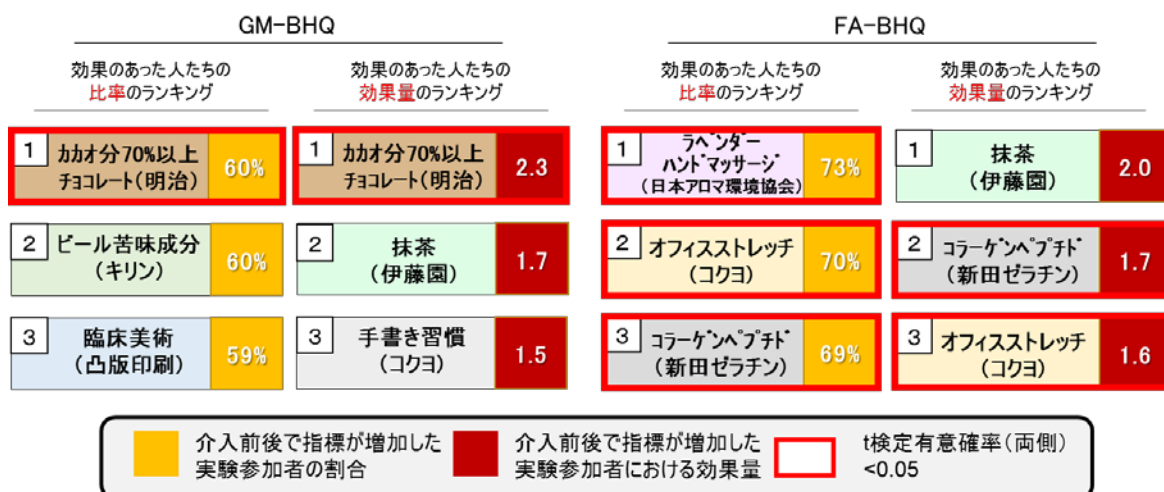 GM-BHQ
効果のあった人たちの
比率のランキング
効果のあった人たちの
効果量のランキング
1
カカオ分70%以上
チョコレート(明治)
60%
1
カカオ分70%以上
チョコレート(明治)
2.3
2
ビール苦味成分
(キリン)
60%
2
抹茶
(伊藤園)
1.7
3
臨床美術
(凸版印刷)
59%
3
手書き習慣
(コクヨ)
1.5
FA-BHQ
効果のあった人たちの
比率のランキング
効果のあった人たちの
効果量のランキング
1
ラベンダー
ハンドマッサージ
(日本アロマ環境協会)
73%
1
抹茶
(伊藤園)
2.0
2
オフィスストレッチ
(コクヨ)
70%
2
コラーゲンペプチド
(新田ゼラチン)
1.7
3
コラーゲンペプチド
(新田ゼラチン)
69%
3
オフィスストレッチ
(コクヨ)
1.6
介入前後で指標が増加した
実験参加者の割合
介入前後で指標が増加した
実験参加者における効果量
t検定有意確率(両側)
<0.05